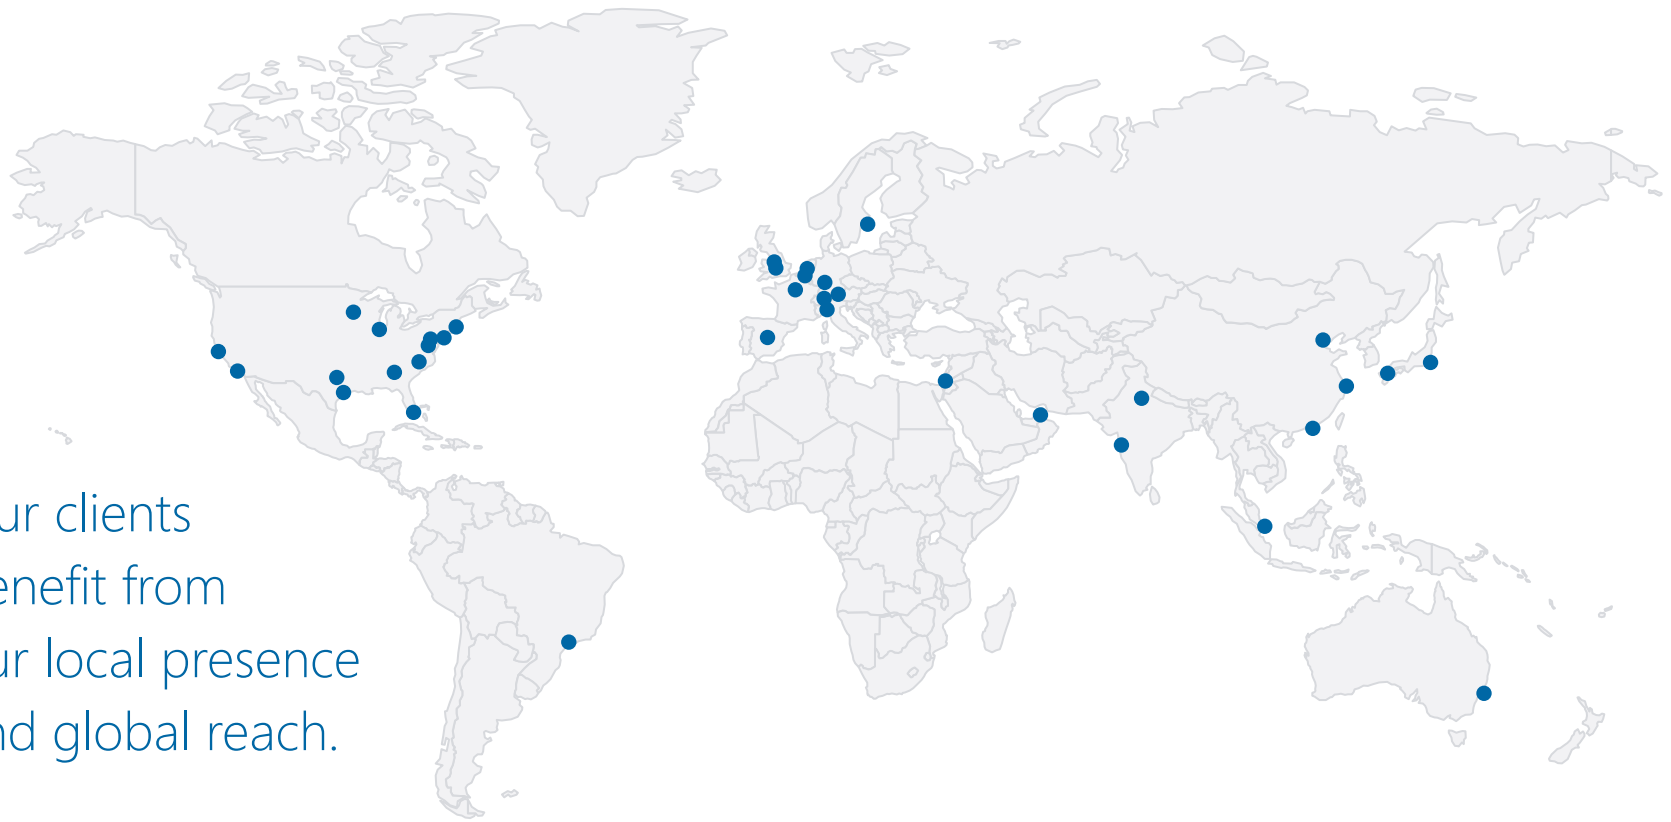 ur clients
enefit from
ur local presence
nd global reach.